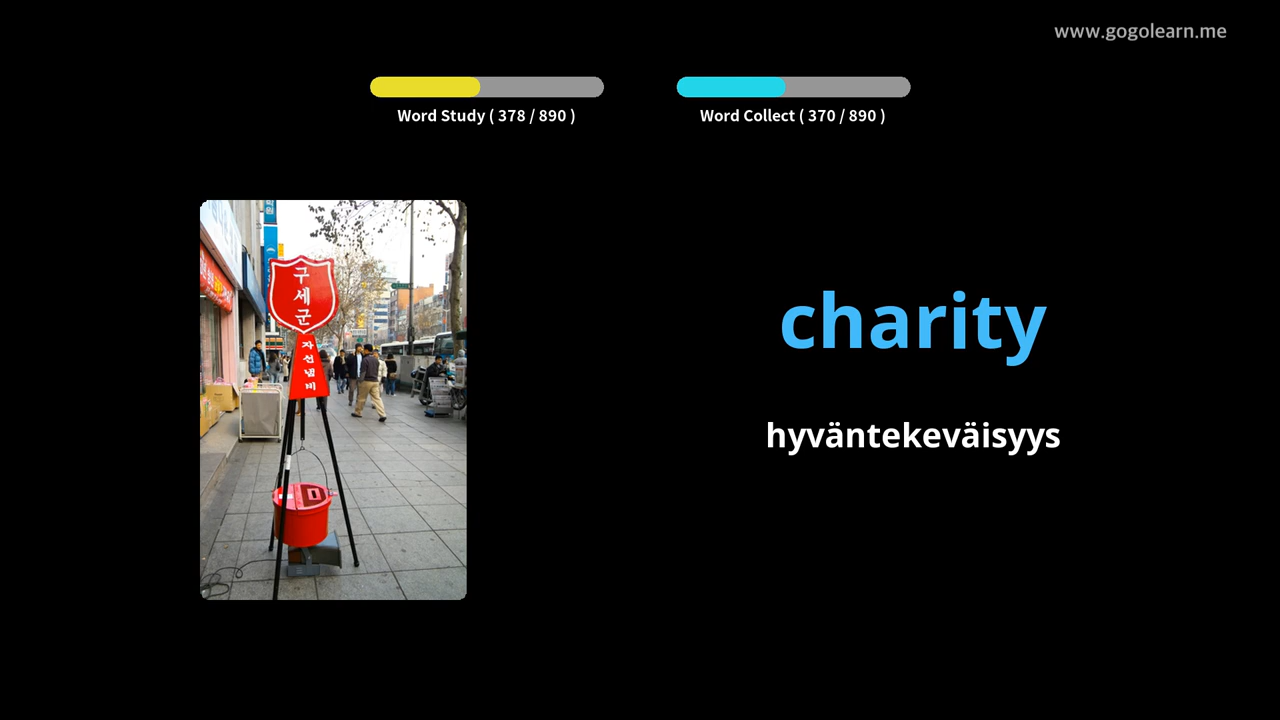 www.gogolearn.me
Word Study ( 378 / 890 )
Word Collect ( 370 / 890 )
구
세
군
자
선
냄
비
charity
hyväntekeväisyys